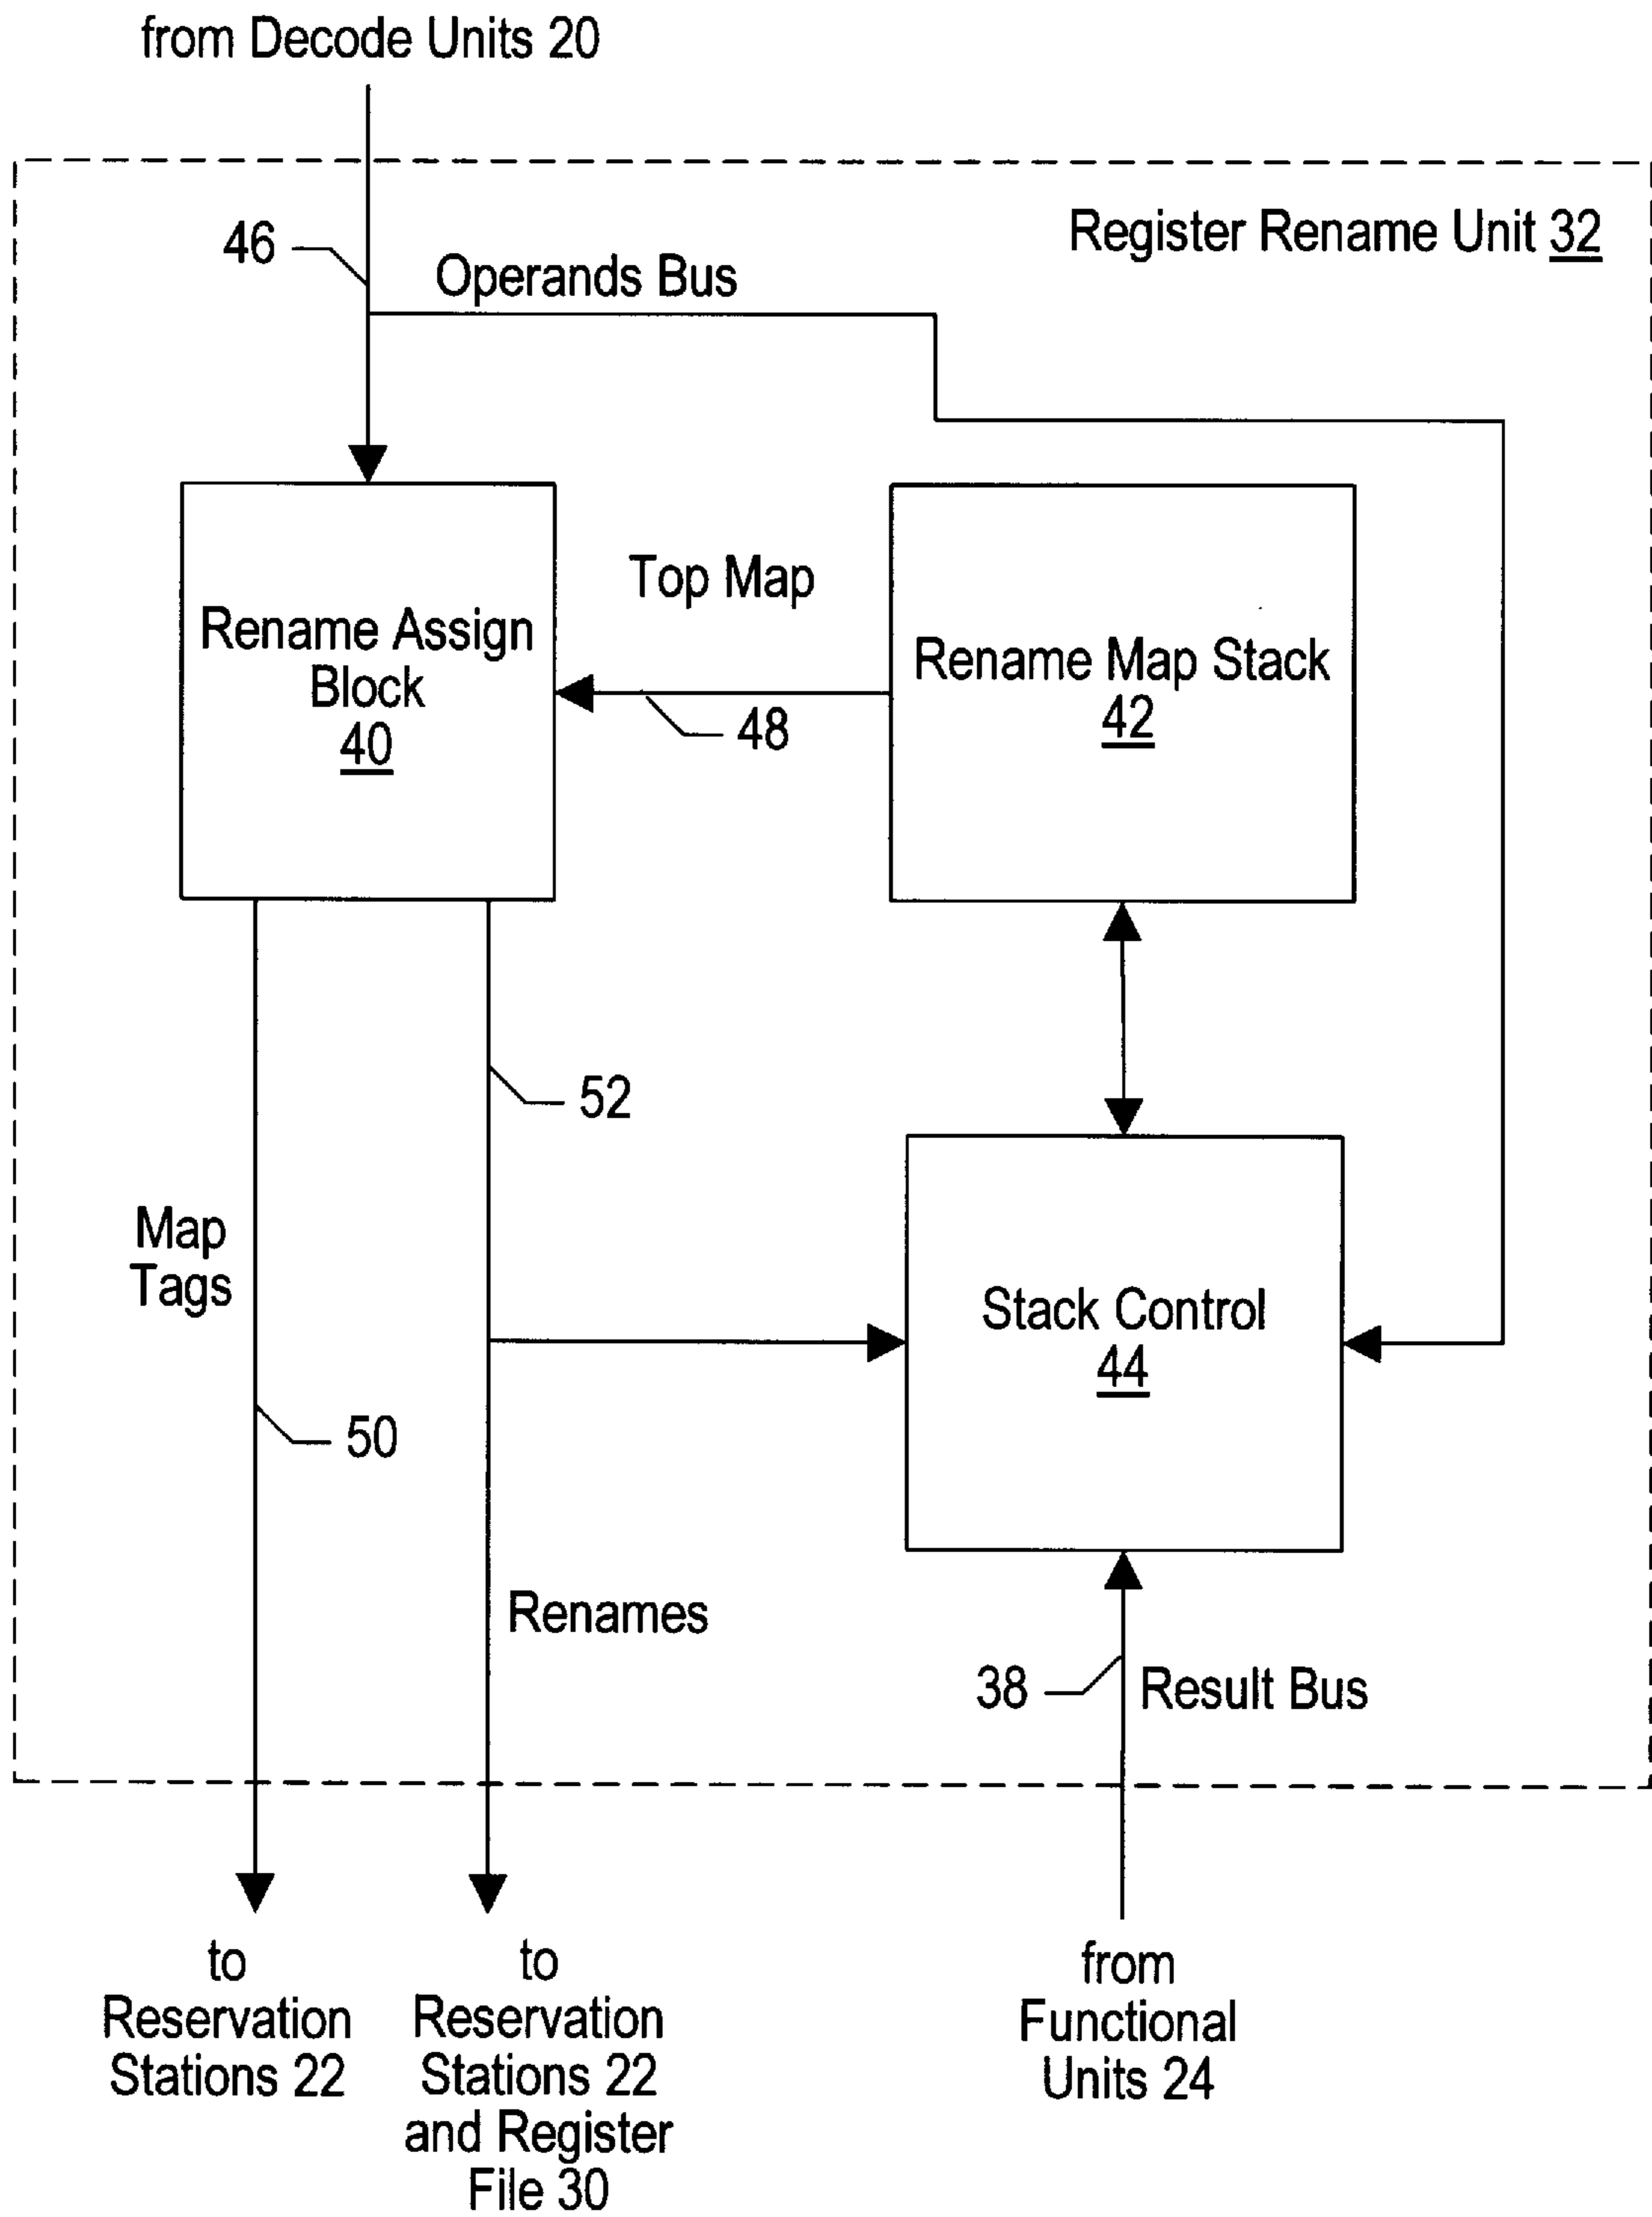 from Decode Units 20
Register Rename Unit 32
46
Operands Bus
Top Map
Rename Assign
Block
40
Rename Map Stack
42
48
52
Map
Tags
Stack Control
44
50
Renames
38
Result Bus
to
Reservation
Stations 22
to
Reservation
Stations 22
and Register
File 30
from
Functional
Units 24